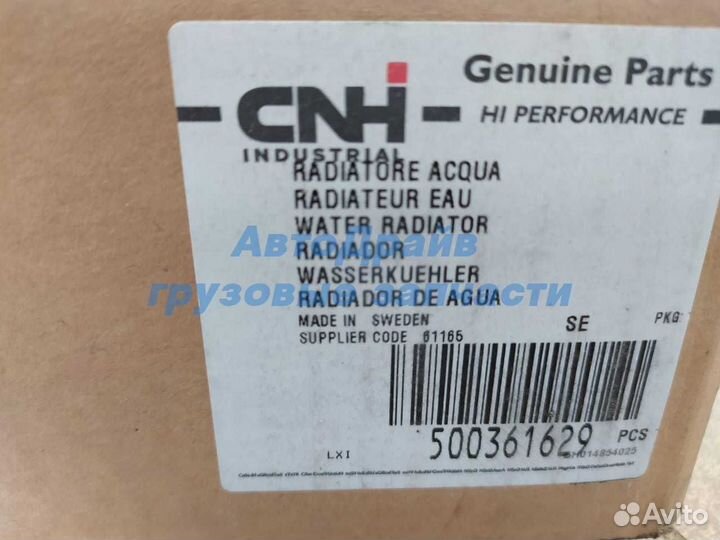 CNH
INDUSTRIAL
Genuine Parts
HI PERFORMANCE
RADIATORE ACQUA
RADIATEUR EAU
WATER RADIATOR
RADIADOR
WASSERKUEHLER
RADIADOR DE AGUA
MADE IN SWEDEN
SE
PKG:
SUPPLIER CODE 61165
АвтоДрайв
грузовые запчасти
LXI
500361629 PCS
Avito